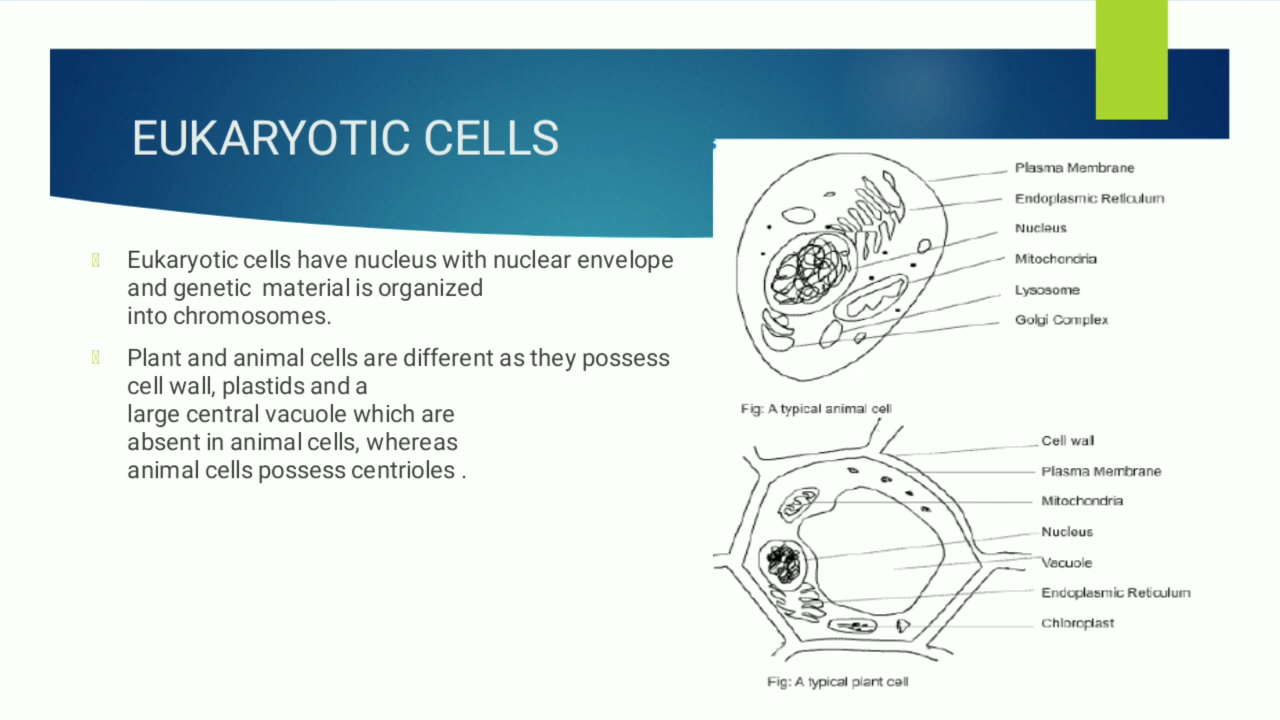 EUKARYOTIC CELLS
Eukaryotic cells have nucleus with nuclear envelope
and genetic material is organized
into chromosomes.
Plant and animal cells are different as they possess
cell wall, plastids and a
large central vacuole which are
absent in animal cells, whereas
animal cells possess centrioles .
Plasma Membrane
Endoplasmic Reticulum
Nucleus
Mitochondria
Lysosome
Golgi Complex
Fig: A typical animal cell
Cell wall
Plasma Membrane
Mitochondria
Nucleus
Vacuole
Endoplasmic Reticulum
Chloroplast
Fig: A typical plant cell